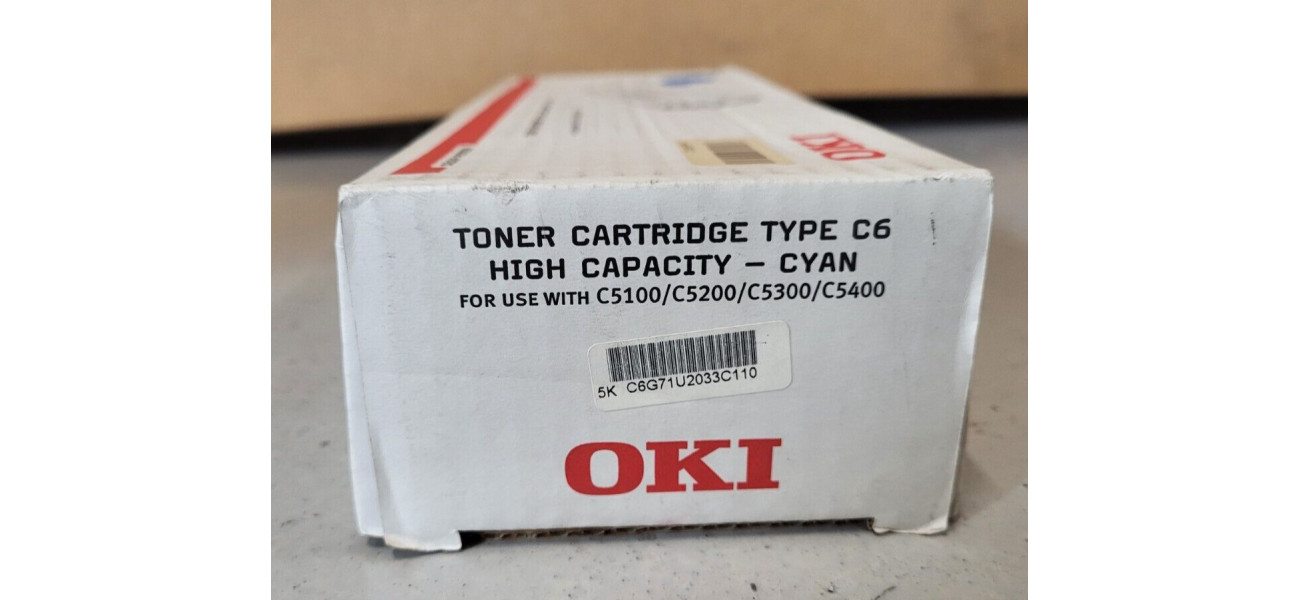 OKI
TONER CARTRIDGE TYPE C6
HIGH CAPACITY – CYAN
FOR USE WITH C5100/C5200/C5300/C5400
5K C6G71U2033C110
OKI